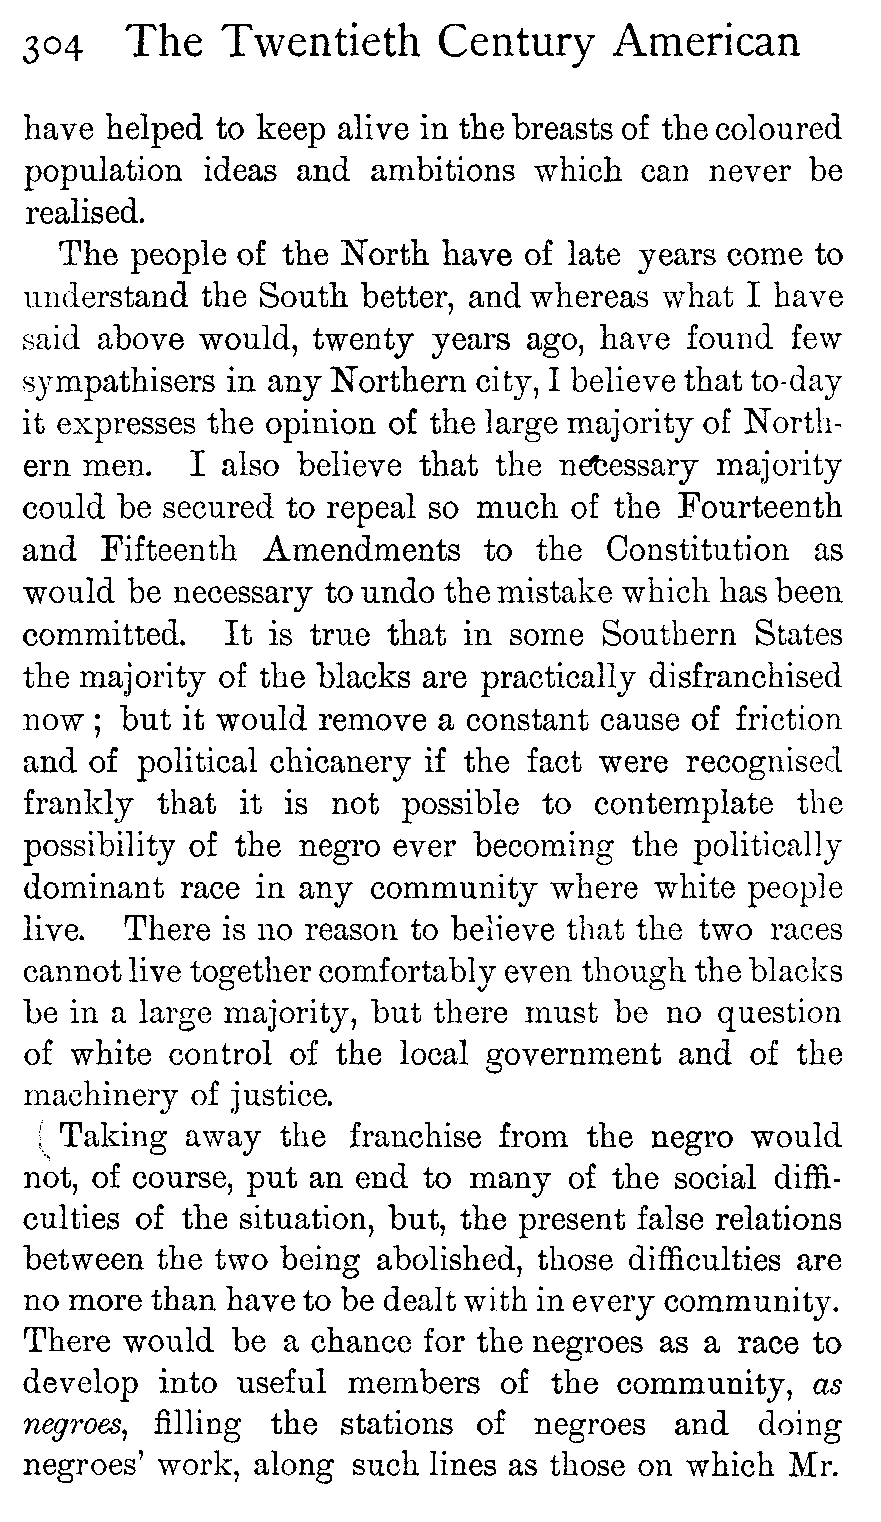 304 The Twentieth Century American
have helped to keep alive in the breasts of the coloured
population ideas and ambitions which can never be
realised.
The people of the North have of late years come to
understand the South better, and whereas what I have
said above would, twenty years ago, have found few
sympathisers in any Northern city, I believe that to-day
it expresses the opinion of the large majority of North-
ern men. I also believe that the necessary majority
could be secured to repeal so much of the Fourteenth
and Fifteenth Amendments to the Constitution as
would be necessary to undo the mistake which has been
committed. It is true that in some Southern States
the majority of the blacks are practically disfranchised
now ; but it would remove a constant cause of friction
and of political chicanery if the fact were recognised
frankly that it is not possible to contemplate the
possibility of the negro ever becoming the politically
dominant race in any community where white people
live. There is no reason to believe that the two races
cannot live together comfortably even though the blacks
be in a large majority, but there must be no question
of white control of the local government and of the
machinery of justice.
Taking away the franchise from the negro would
not, of course, put an end to many of the social diffi-
culties of the situation, but, the present false relations
between the two being abolished, those difficulties are
no more than have to be dealt with in every community.
There would be a chance for the negroes as a race to
develop into useful members of the community, as
negroes, filling the stations of negroes and doing
negroes' work, along such lines as those on which Mr.